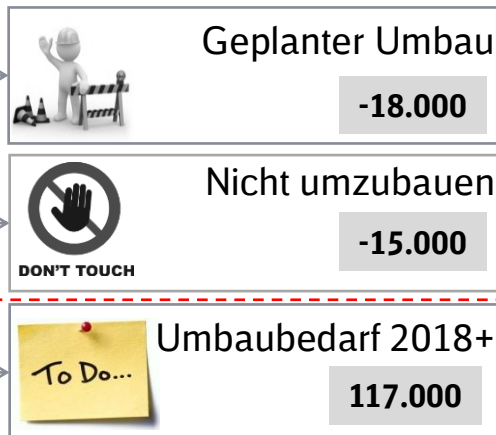 Geplanter Umbau
-18.000
Nicht umzubauen
-15.000
DON'T TOUCH
Umbaubedarf 2018+
To Do...
117.000